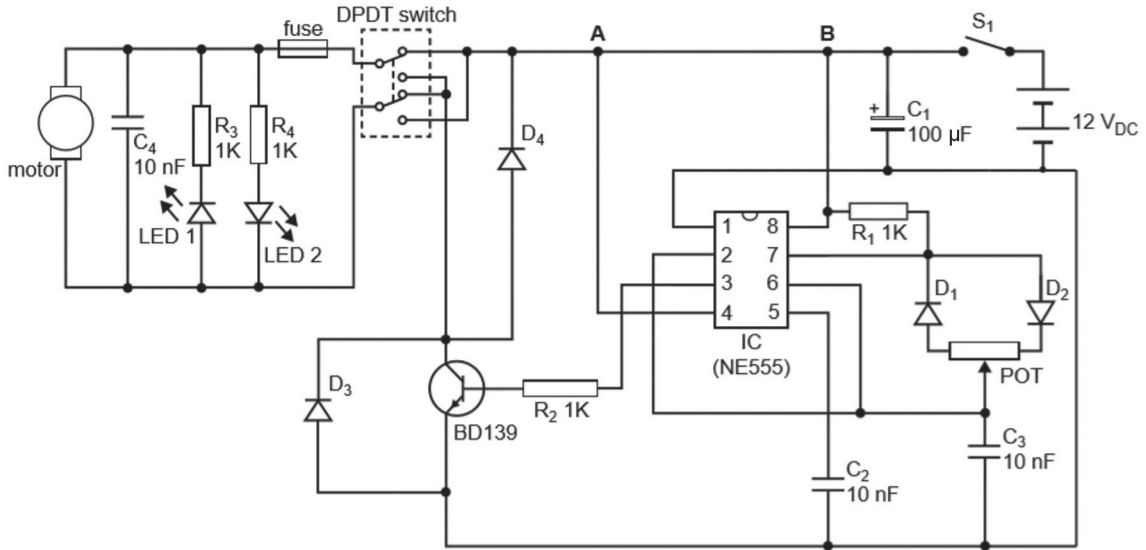 DPDT switch
fuse
A
B
S1
motor
C4
10 nF
R3
1K
R4
1K
LED 1
LED 2
D4
+
C1
100 µF
12 VDC
1
2
3
4
8
7
6
5
IC
(NE555)
R1 1K
D1
D2
POT
D3
BD139
R2 1K
C2
10 nF
C3
10 nF